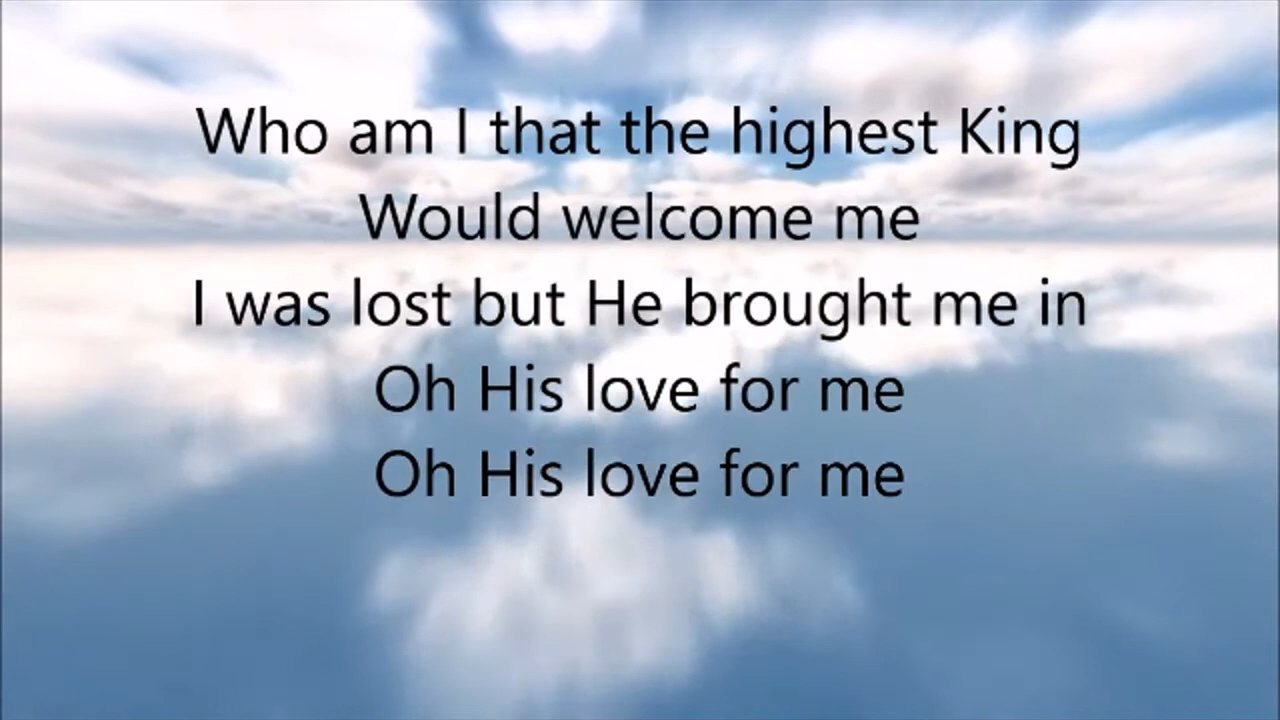 Who am I that the highest King
Would welcome me
I was lost but He brought me in
Oh His love for me
Oh His love for me